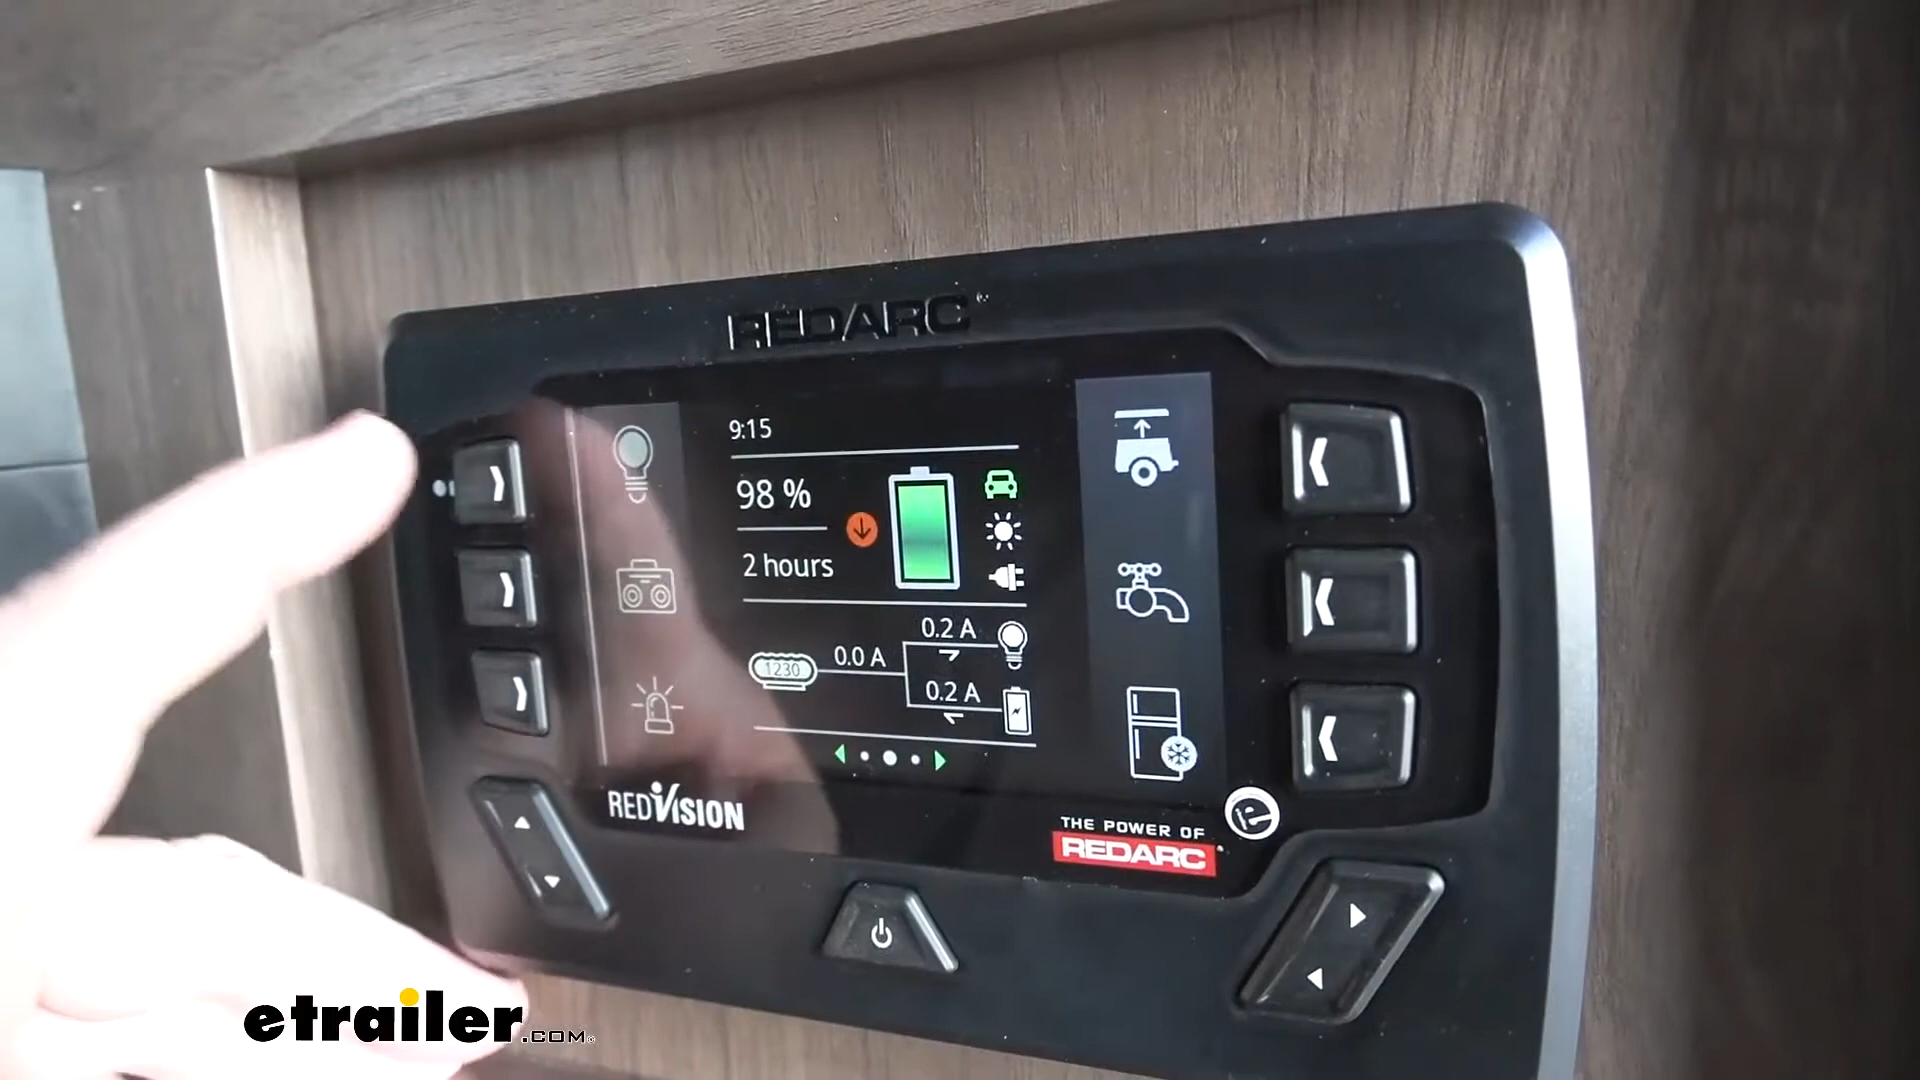 REDARC
9:15
98 %
2 hours
0.2 A
1230 0.0 A
0.2 A
REDVISION
THE POWER OF
REDARC
etrailer.com